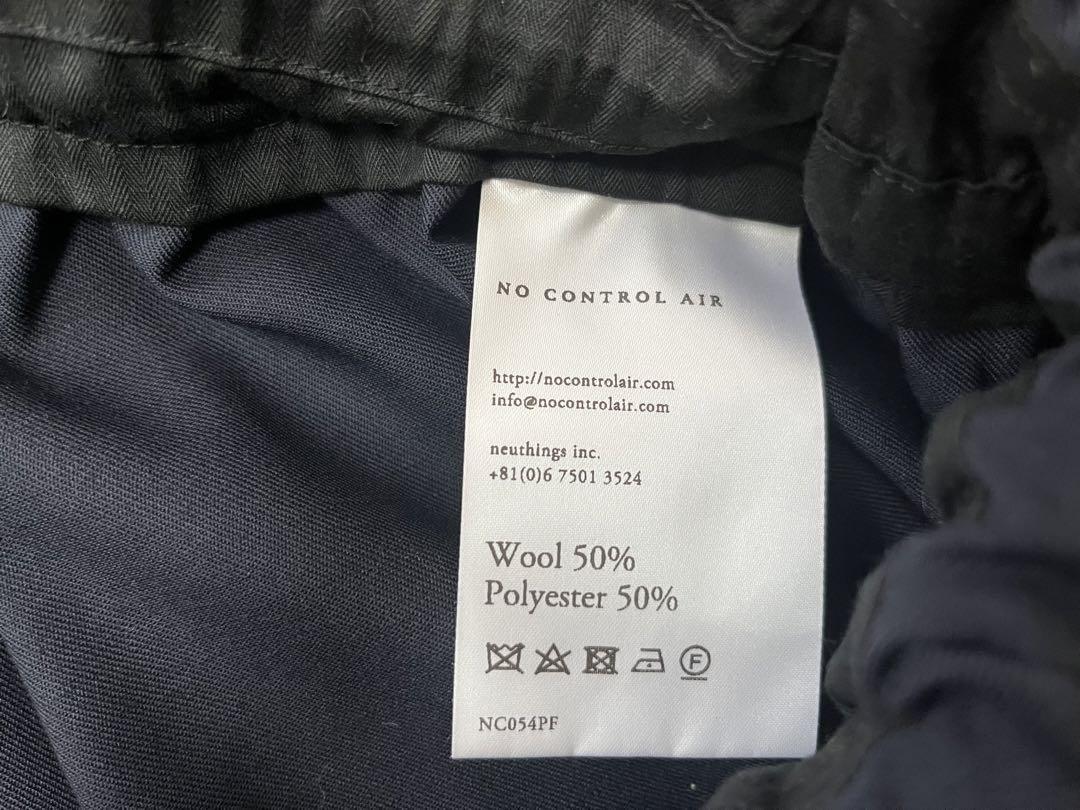 NO CONTROL AIR
http://nocontrolair.com
info@nocontrolair.com
neuthings inc.
+81(0)6 7501 3524
Wool 50%
Polyester 50%
F
NC054PF